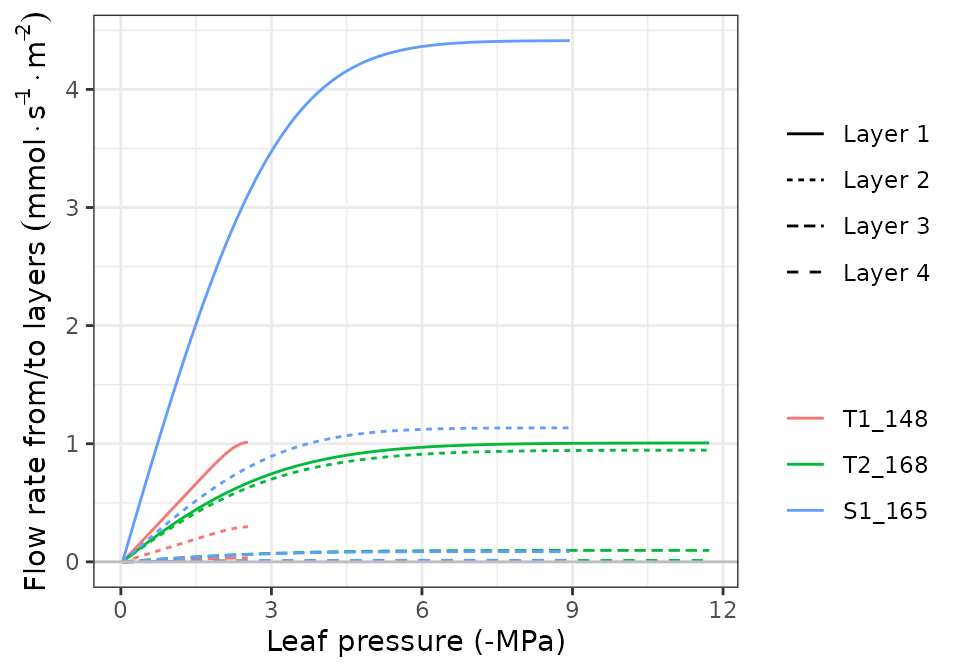 Flow rate from/to layers (mmol · s⁻¹ · m⁻²)
4
3
2
1
0
0 3 6 9 12
Leaf pressure (-MPa)
Layer 1
Layer 2
Layer 3
Layer 4
T1_148
T2_168
S1_165